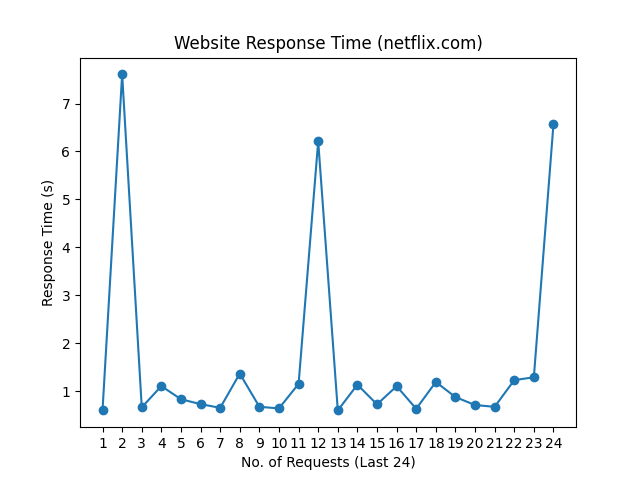 Website Response Time (netflix.com)
7
6
5
4
3
2
1
Response Time (s)
1 2 3 4 5 6 7 8 9 10 11 12 13 14 15 16 17 18 19 20 21 22 23 24
No. of Requests (Last 24)